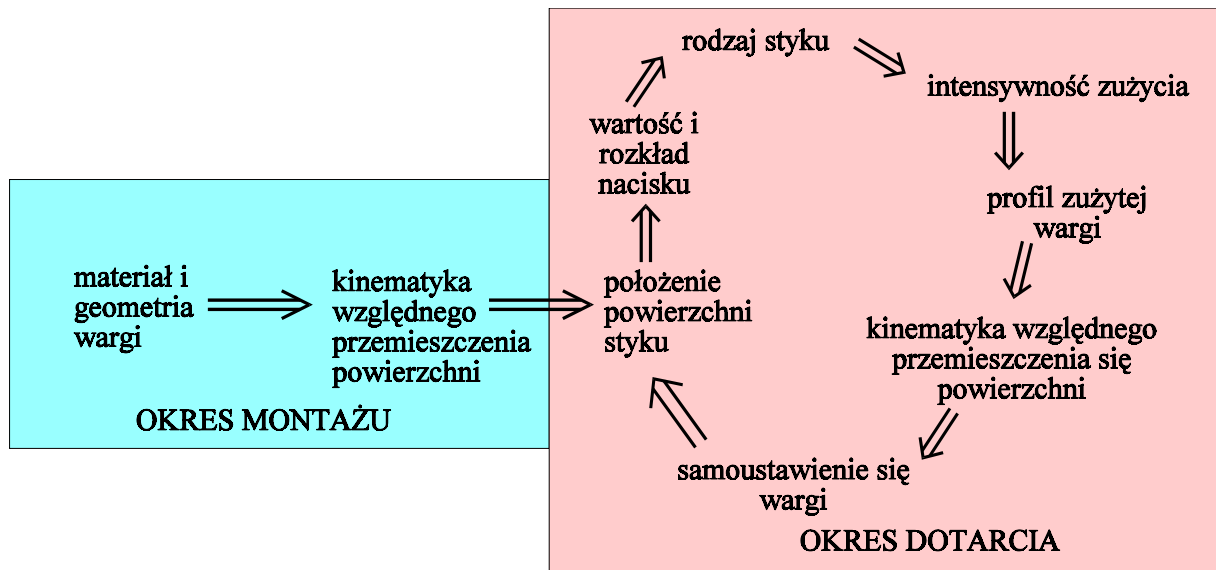 materiał i
geometria
wargi
kinematyka
względnego
przemieszczenia
powierzchni
OKRES MONTAŻU
położenie
powierzchni
styku
wartość i
rozkład
nacisku
rodzaj styku
intensywność zużycia
profil zużytej
wargi
kinematyka względnego
przemieszczenia się
powierzchni
samoustawienie się
wargi
OKRES DOTARCIA